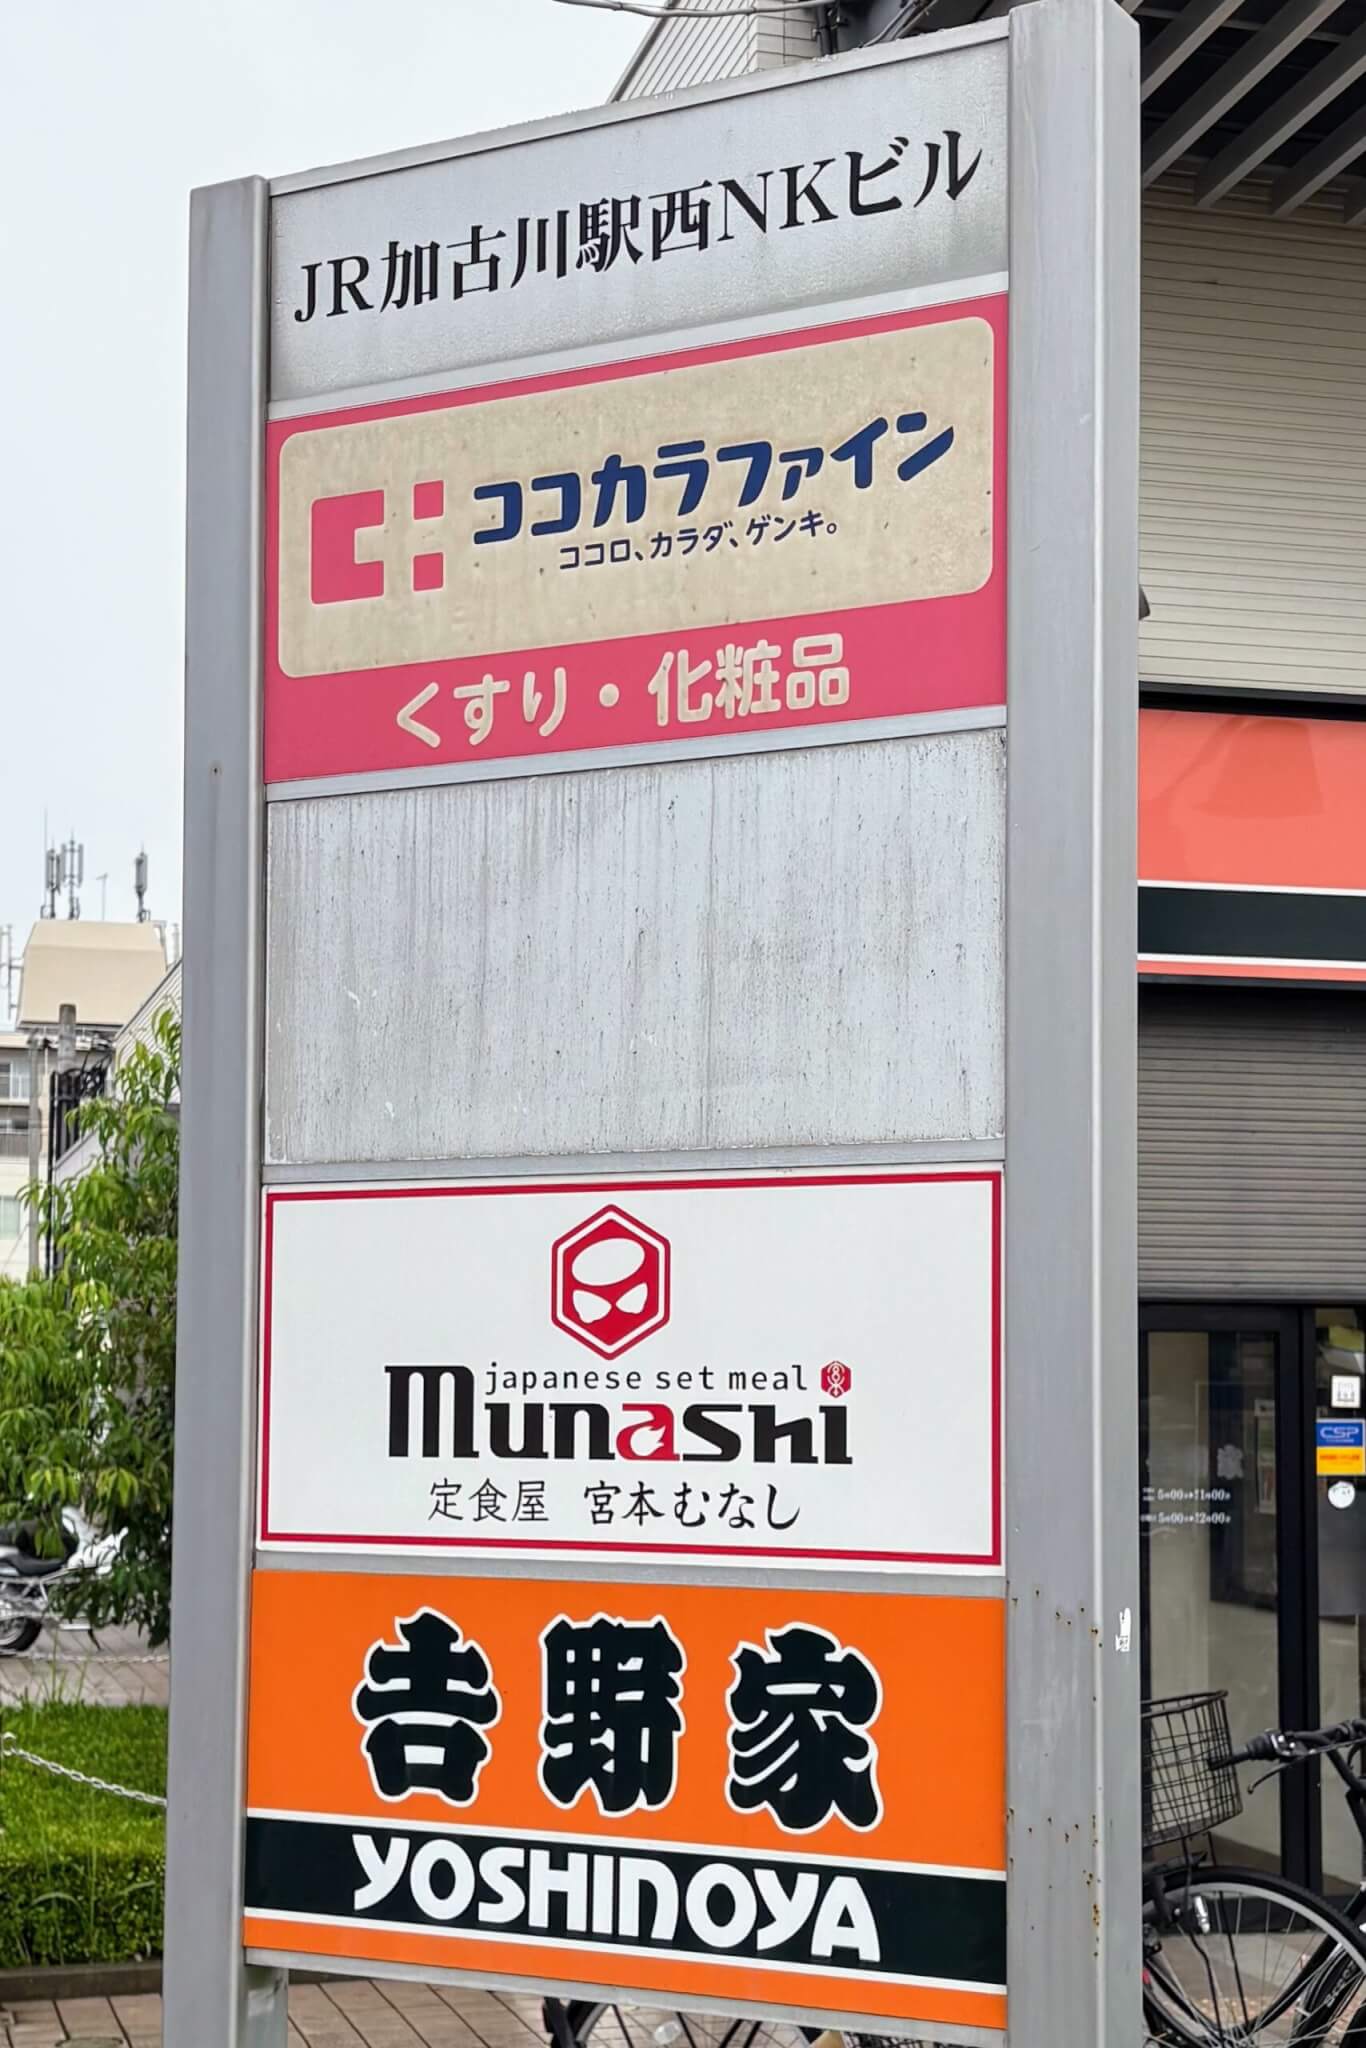 JR加古川駅西NKビル
ココカラファイン
ココロ、カラダ、ゲンキ。
くすり・化粧品
japanese set meal
munashi
定食屋 宮本むなし
吉野家
YOSHINOYA
CSP